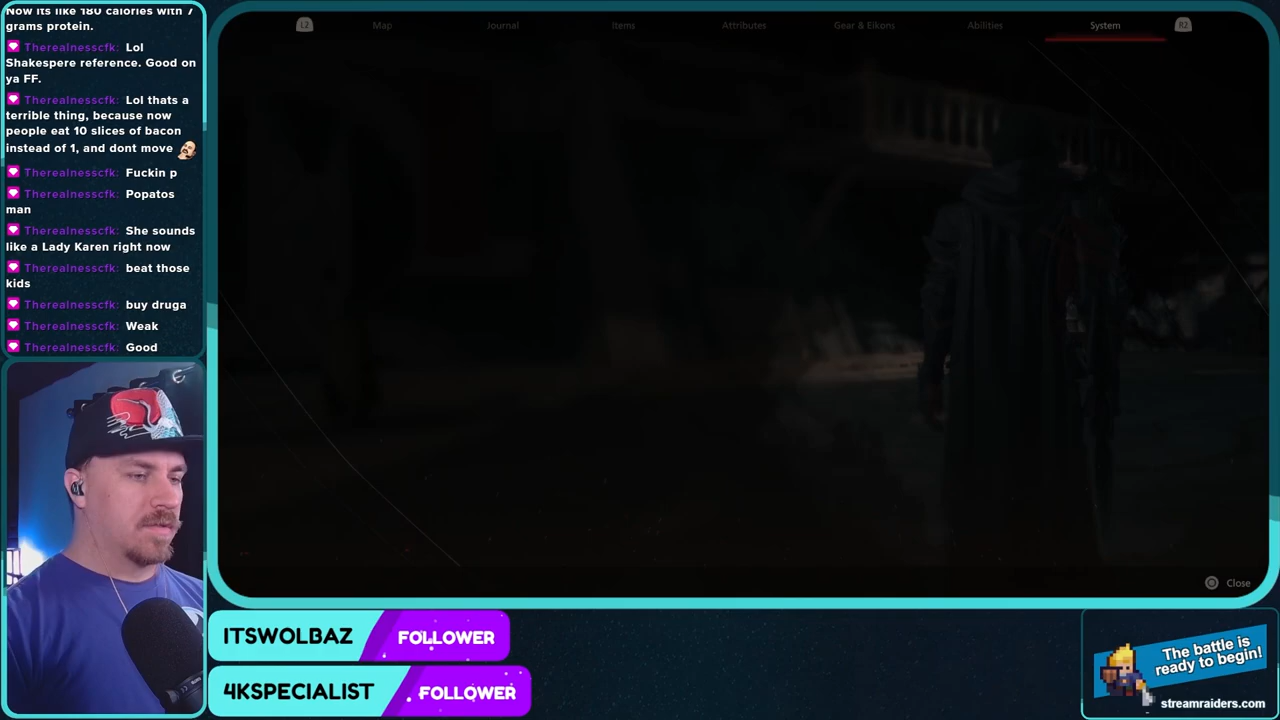 Now its like 180 calories with 7
grams protein.
Therealnesscfk: Lol
Shakespere reference. Good on
ya FF.
Therealnesscfk: Lol thats a
terrible thing, because now
people eat 10 slices of bacon
instead of 1, and dont move
Therealnesscfk: Fuckin p
Therealnesscfk: Popatos
man
Therealnesscfk: She sounds
like a Lady Karen right now
Therealnesscfk: beat those
kids
Therealnesscfk: buy druga
Therealnesscfk: Weak
Therealnesscfk: Good
L2 Map Journal Items Attributes Gear & Eikons Abilities System R2
Close
ITSWOLBAZ FOLLOWER
4KSPECIALIST FOLLOWER
The battle is
ready to begin!
streamraiders.com